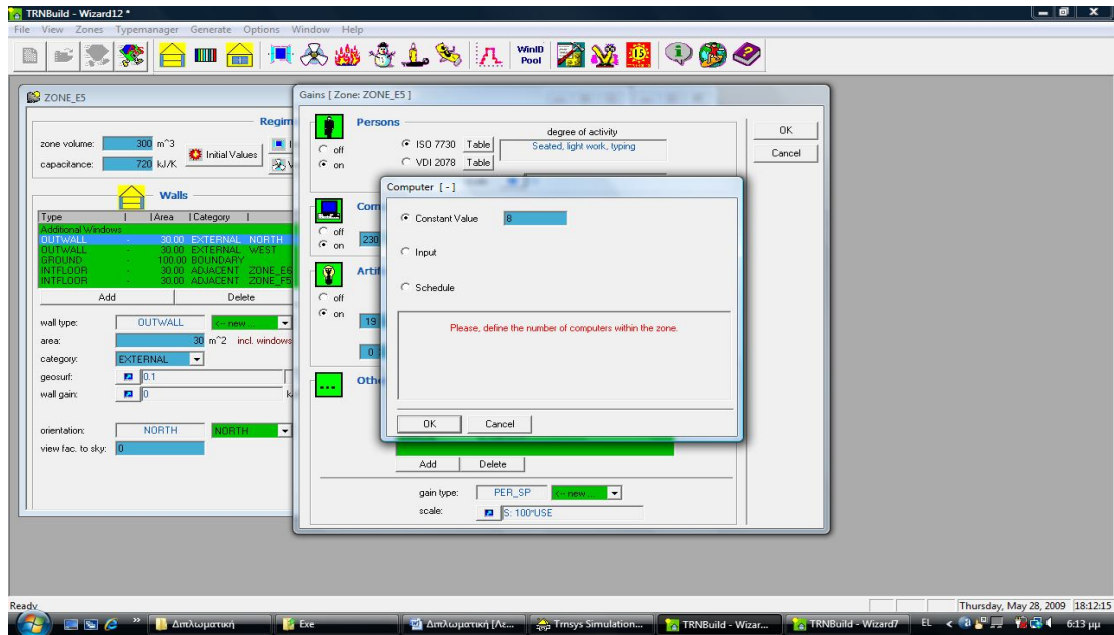 TRNBuild - Wizard12 *
File View Zones Typemanager Generate Options Window Help
WinID Pool
15
ZONE_E5
Regim
zone volume: 300 m^3
Initial Values
capacitance: 720 kJ/K
Walls
Type | | Area | Category |
Additional Windows
OUTWALL - 30.00 EXTERNAL NORTH
OUTWALL - 30.00 EXTERNAL WEST
GROUND - 100.00 BOUNDARY
INTFLOOR - 30.00 ADJACENT ZONE_E6
INTFLOOR - 30.00 ADJACENT ZONE_F5
Add Delete
wall type: OUTWALL <-- new ...
area: 30 m^2 incl. windows
category: EXTERNAL
geosurf: 0.1
wall gain: 0
orientation: NORTH NORTH
view fac. to sky: 0
Gains [ Zone: ZONE_E5 ]
Persons
off
on
ISO 7730 Table
VDI 2078 Table
degree of activity
Seated, light work, typing
OK
Cancel
Com
off
on
230
Artif
off
on
19
0
Othe
Add Delete
gain type: PER_SP <-- new ...
scale: S: 100*USE
Computer [ - ]
Constant Value 8
Input
Schedule
Please, define the number of computers within the zone.
OK Cancel
Ready
Thursday, May 28, 2009 18:12:15
Διπλωματική
Exe
Διπλωματική [Λε...
Trnsys Simulation...
TRNBuild - Wizar...
TRNBuild - Wizard7
EL
6:13 μμ